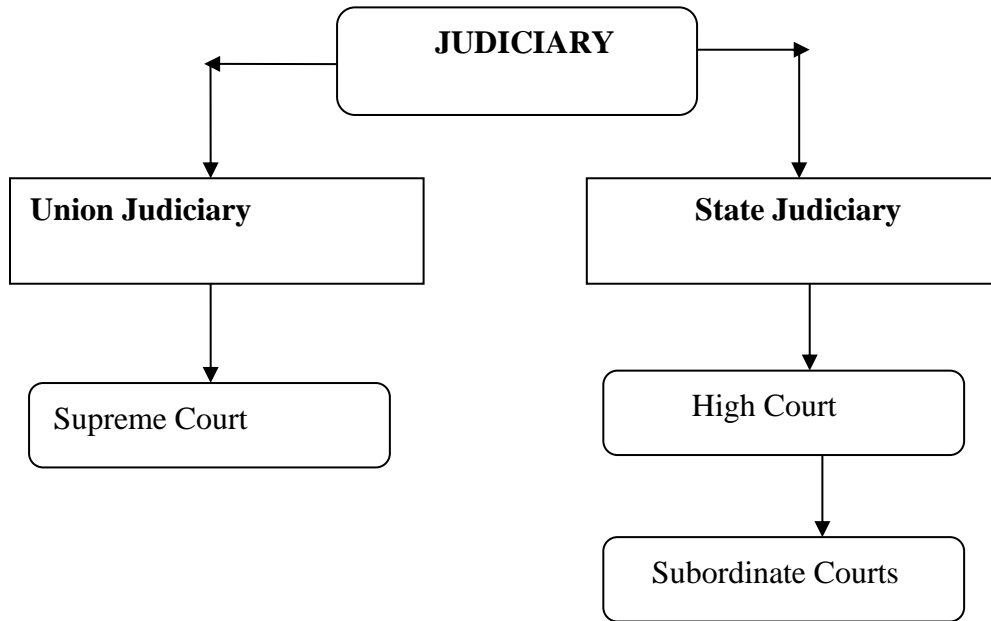 JUDICIARY
Union Judiciary
State Judiciary
Supreme Court
High Court
Subordinate Courts